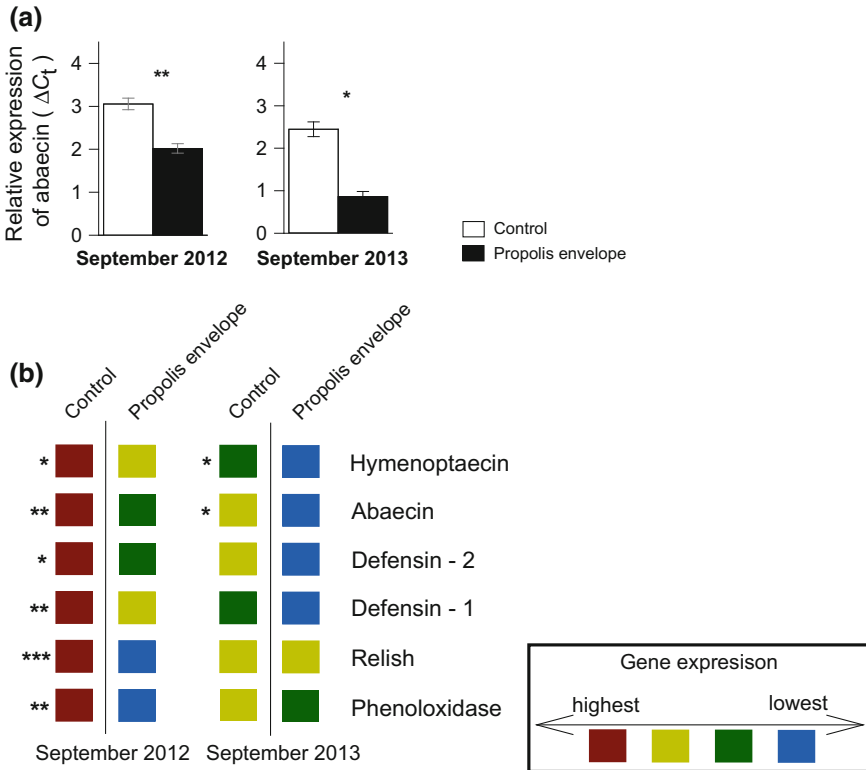 (a)
Relative expression
of abaecin ( ΔCt)
4
3
2
1
0
**
September 2012
4
3
2
1
0
*
September 2013
Control
Propolis envelope
(b)
Control
Propolis envelope
Control
Propolis envelope
* * Hymenoptaecin
** * Abaecin
* Defensin - 2
** Defensin - 1
*** Relish
** Phenoloxidase
September 2012 September 2013
Gene expresison
highest lowest